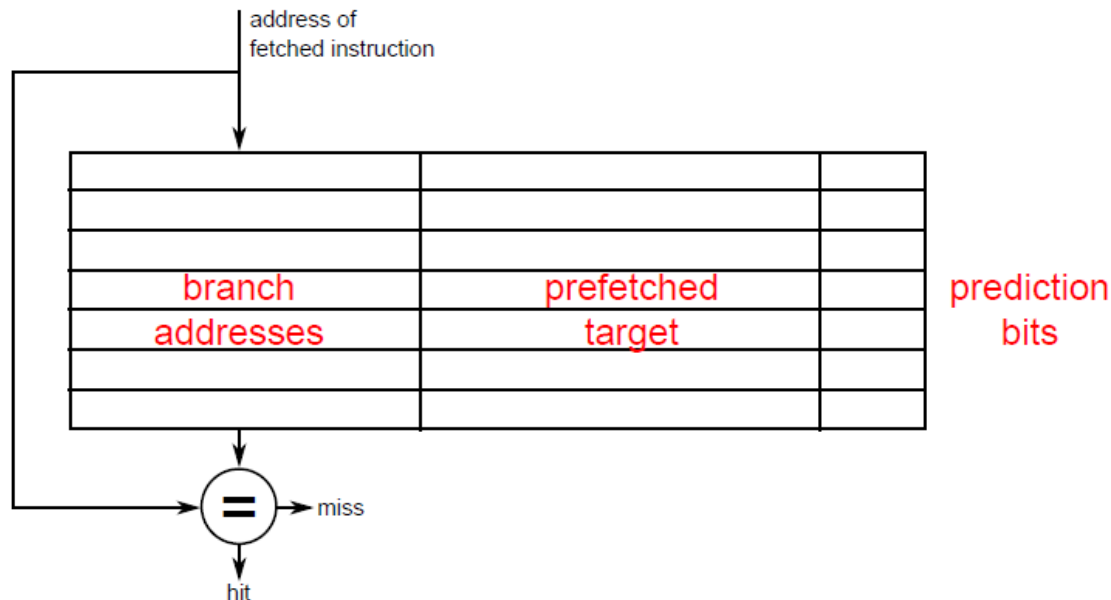 address of
fetched instruction
branch
addresses
prefetched
target
prediction
bits
=
miss
hit